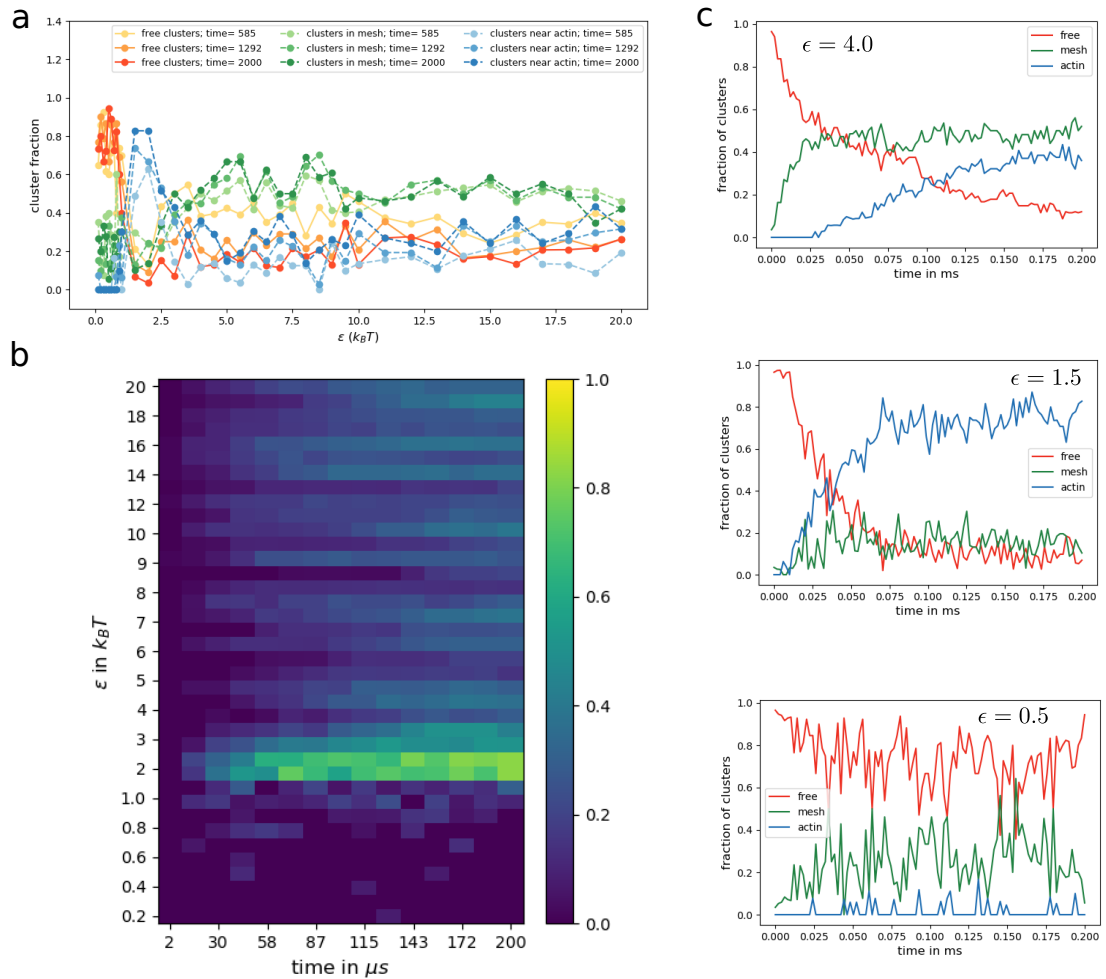 a
1.4
1.2
1.0
0.8
0.6
0.4
0.2
0.0
cluster fraction
free clusters; time= 585
free clusters; time= 1292
free clusters; time= 2000
clusters in mesh; time= 585
clusters in mesh; time= 1292
clusters in mesh; time= 2000
clusters near actin; time= 585
clusters near actin; time= 1292
clusters near actin; time= 2000
0.0 2.5 5.0 7.5 10.0 12.5 15.0 17.5 20.0
ε (k_BT)
b
20
18
16
14
12
10
9
8
7
6
5
4
3
2
1.0
0.8
0.6
0.4
0.2
ε in k_BT
2 30 58 87 115 143 172 200
time in μs
1.0
0.8
0.6
0.4
0.2
0.0
c
ϵ = 4.0
free
mesh
actin
1.0
0.8
0.6
0.4
0.2
0.0
fraction of clusters
0.000 0.025 0.050 0.075 0.100 0.125 0.150 0.175 0.200
time in ms
ϵ = 1.5
free
mesh
actin
1.0
0.8
0.6
0.4
0.2
0.0
fraction of clusters
0.000 0.025 0.050 0.075 0.100 0.125 0.150 0.175 0.200
time in ms
ϵ = 0.5
free
mesh
actin
1.0
0.8
0.6
0.4
0.2
0.0
fraction of clusters
0.000 0.025 0.050 0.075 0.100 0.125 0.150 0.175 0.200
time in ms